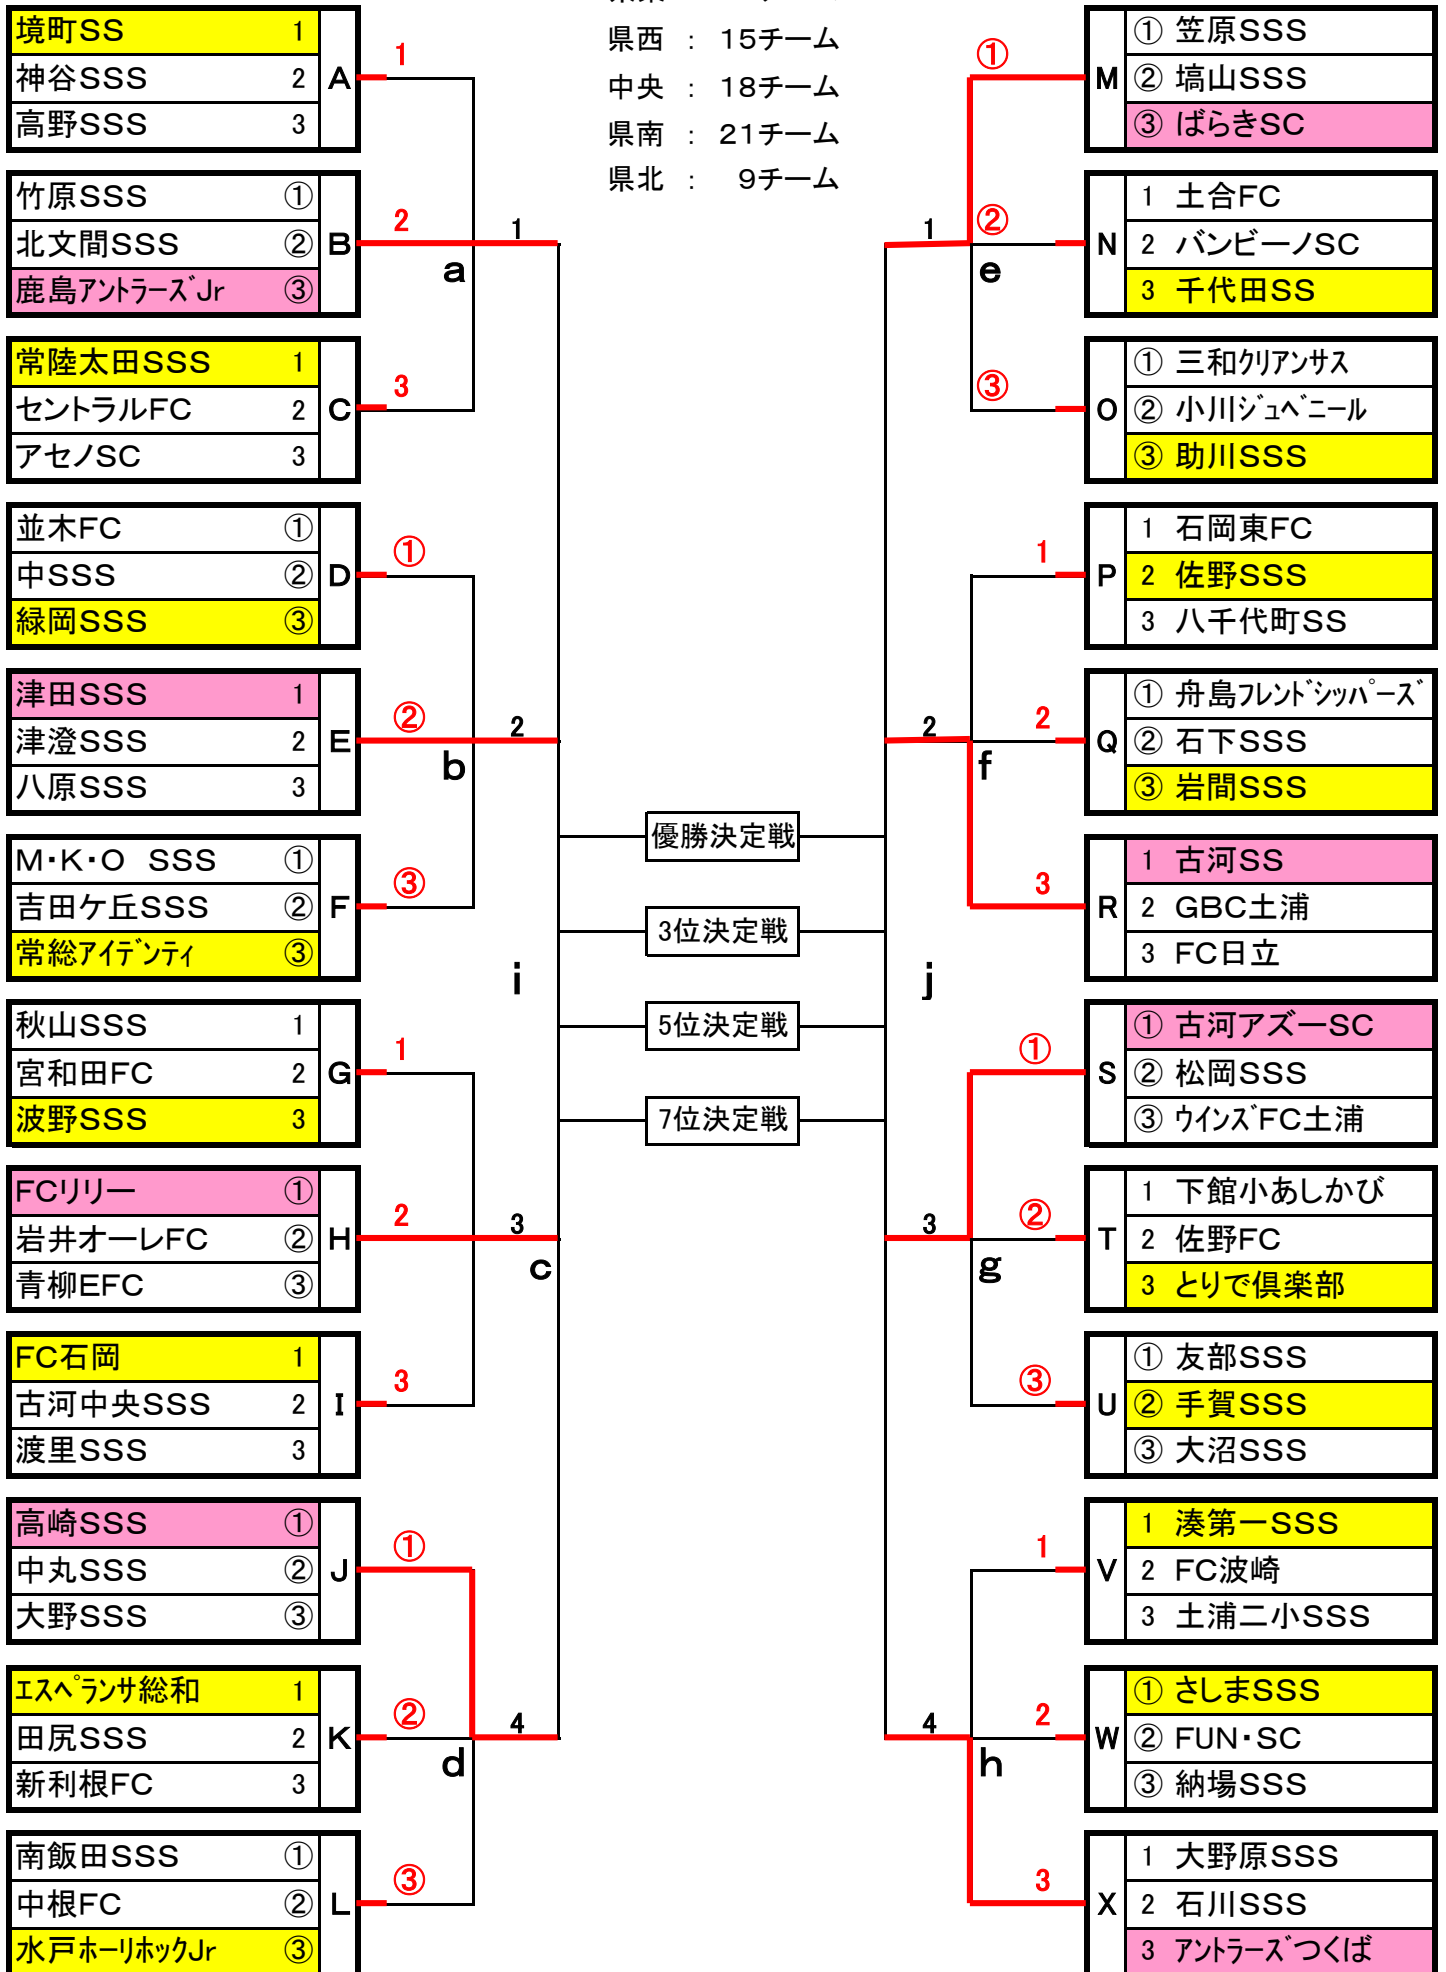 県西 : 15チーム
中央 : 18チーム
県南 : 21チーム
県北 : 9チーム
境町SS 1
神谷SSS 2
高野SSS 3
A
1
竹原SSS ①
北文間SSS ②
鹿島アントラーズJr ③
B
2
1
a
常陸太田SSS 1
セントラルFC 2
アセノSC 3
C
3
並木FC ①
中SSS ②
緑岡SSS ③
D
①
津田SSS 1
津澄SSS 2
八原SSS 3
E
②
2
b
M・K・O SSS ①
吉田ケ丘SSS ②
常総アイデンティ ③
F
③
i
秋山SSS 1
宮和田FC 2
波野SSS 3
G
1
FCリリー ①
岩井オーレFC ②
青柳EFC ③
H
2
3
c
FC石岡 1
古河中央SSS 2
渡里SSS 3
I
3
高崎SSS ①
中丸SSS ②
大野SSS ③
J
①
エスペランサ総和 1
田尻SSS 2
新利根FC 3
K
②
4
d
南飯田SSS ①
中根FC ②
水戸ホーリホックJr ③
L
③
優勝決定戦
3位決定戦
5位決定戦
7位決定戦
①
M
① 笠原SSS
② 塙山SSS
③ ばらきSC
1
②
e
N
1 土合FC
2 バンビーノSC
3 千代田SS
③
O
① 三和クリアンサス
② 小川ジュベニール
③ 助川SSS
1
P
1 石岡東FC
2 佐野SSS
3 八千代町SS
2
2
f
Q
① 舟島フレンドシッパーズ
② 石下SSS
③ 岩間SSS
3
R
1 古河SS
2 GBC土浦
3 FC日立
j
①
S
① 古河アズーSC
② 松岡SSS
③ ウインズFC土浦
3
②
g
T
1 下館小あしかび
2 佐野FC
3 とりで倶楽部
③
U
① 友部SSS
② 手賀SSS
③ 大沼SSS
1
V
1 湊第一SSS
2 FC波崎
3 土浦二小SSS
4
2
h
W
① さしまSSS
② FUN・SC
③ 納場SSS
3
X
1 大野原SSS
2 石川SSS
3 アントラーズつくば